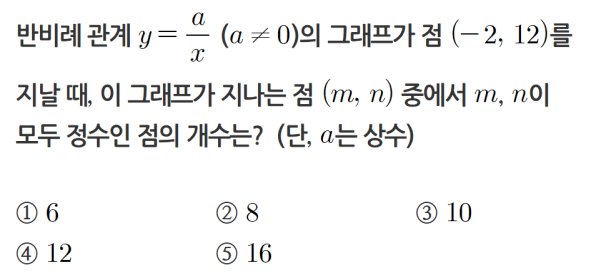 반비례 관계 y = a/x (a ≠ 0)의 그래프가 점 (−2, 12)를
지날 때, 이 그래프가 지나는 점 (m, n) 중에서 m, n이
모두 정수인 점의 개수는? (단, a는 상수)
① 6 ② 8 ③ 10
④ 12 ⑤ 16